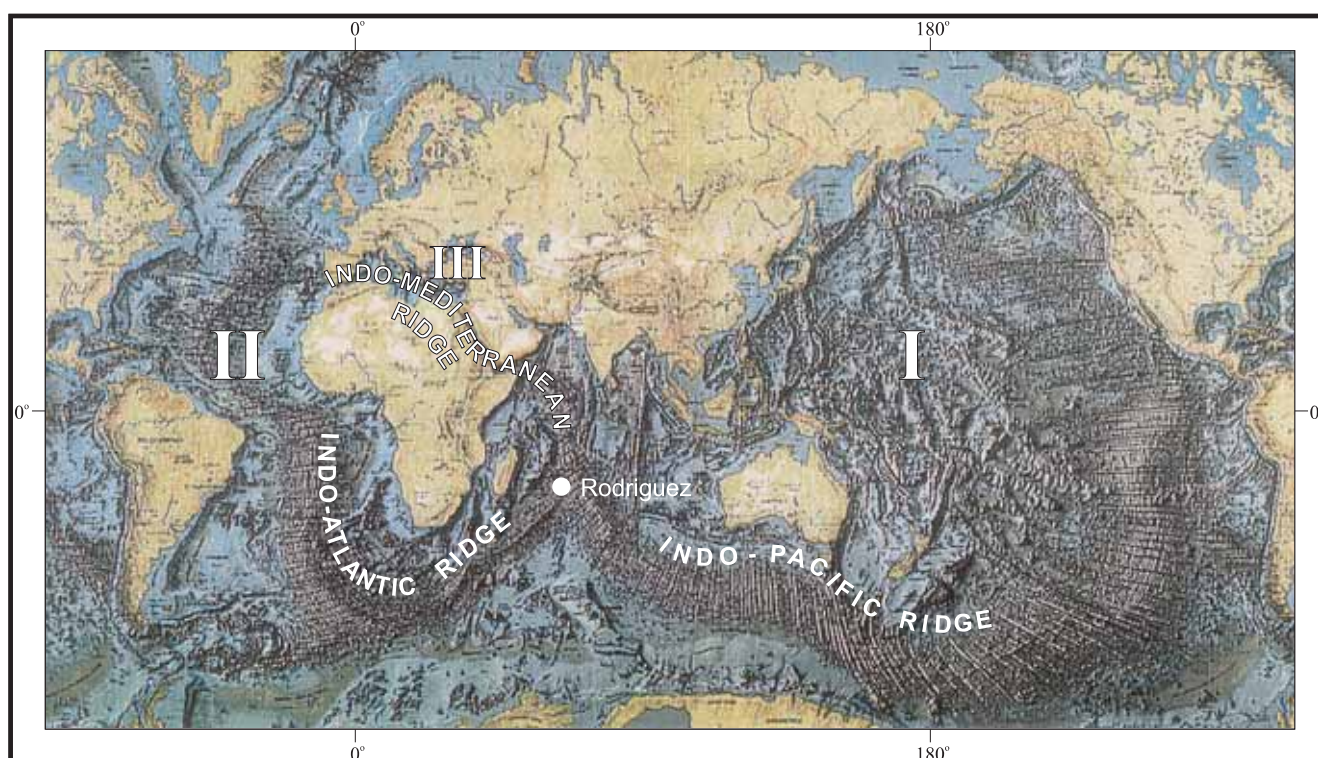 0° 180°
III
INDO-MEDITERRANEAN
RIDGE
II
I
0° 0°
INDO-ATLANTIC RIDGE
Rodriguez
INDO - PACIFIC RIDGE
0° 180°